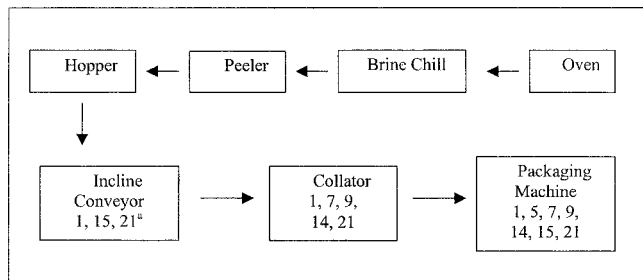 Hopper
Peeler
Brine Chill
Oven
Incline
Conveyor
1, 15, 21ª
Collator
1, 7, 9,
14, 21
Packaging
Machine
1, 5, 7, 9,
14, 15, 21